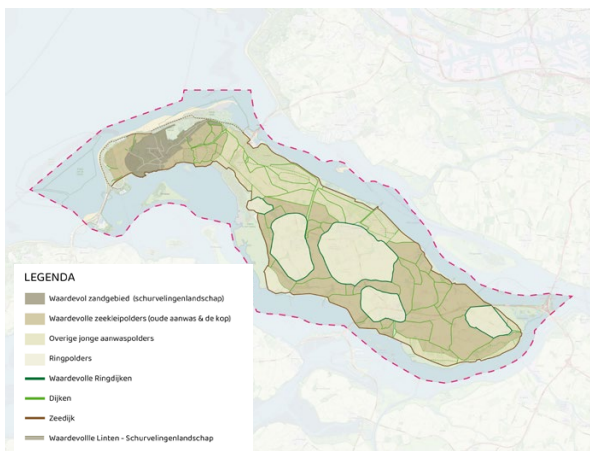 LEGENDA
Waardevol zandgebied (schurvelingenlandschap)
Waardevolle zeekleipolders (oude aanwas & de kop)
Overige jonge aanwaspolders
Ringpolders
Waardevolle Ringdijken
Dijken
Zeedijk
Waardevollle Linten - Schurvelingenlandschap